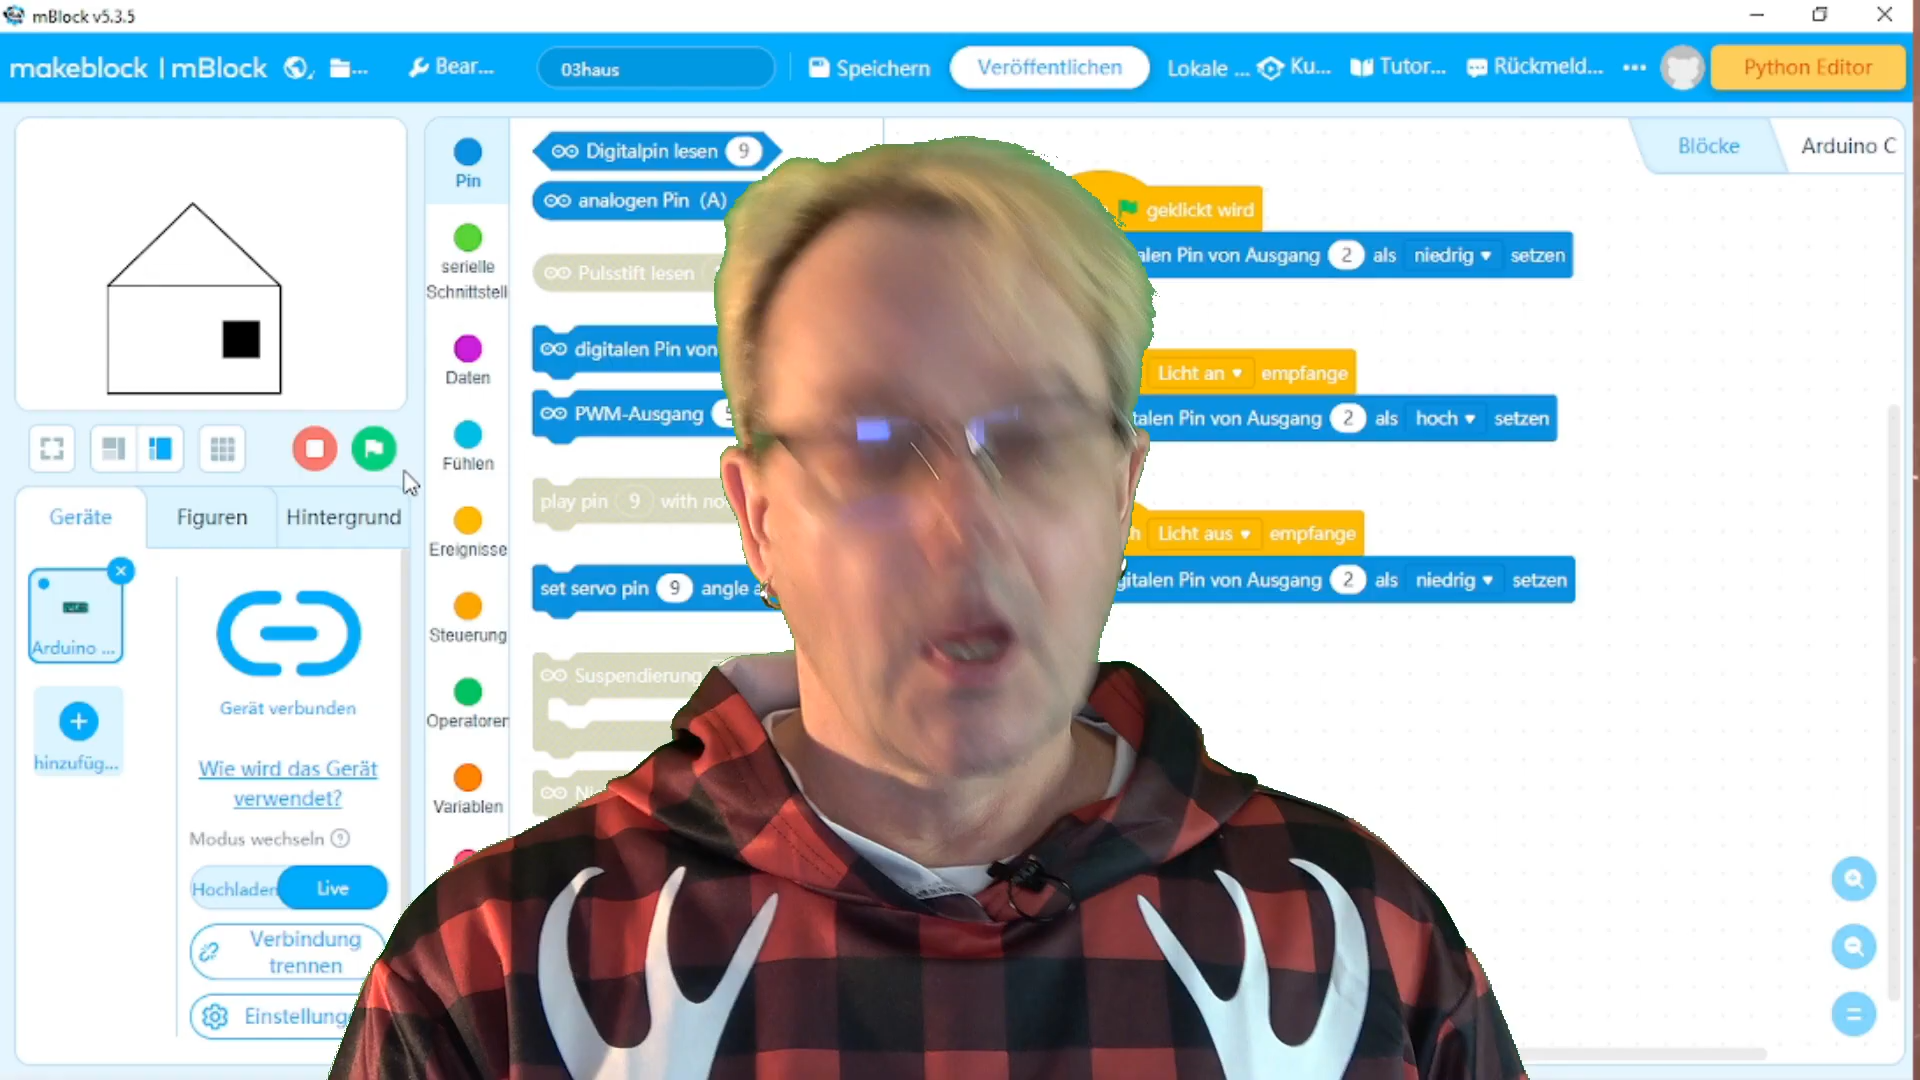 mBlock v5.3.5
makeblock | mBlock
Bear...
03haus
Speichern
Veröffentlichen
Lokale ...
Ku...
Tutor...
Rückmeld...
Python Editor
Pin
serielle
Schnittstell
Daten
Fühlen
Ereignisse
Steuerung
Operatoren
Variablen
Digitalpin lesen 9
analogen Pin (A)
Pulsstift lesen
digitalen Pin von
PWM-Ausgang
play pin 9 with no
set servo pin 9 angle a
Suspendierung
Blöcke
Arduino C
geklickt wird
alen Pin von Ausgang 2 als niedrig setzen
Licht an empfange
talen Pin von Ausgang 2 als hoch setzen
h Licht aus empfange
gitalen Pin von Ausgang 2 als niedrig setzen
Geräte
Figuren
Hintergrund
Arduino ...
hinzufüg...
Gerät verbunden
Wie wird das Gerät
verwendet?
Modus wechseln ?
Hochladen
Live
Verbindung
trennen
Einstellung